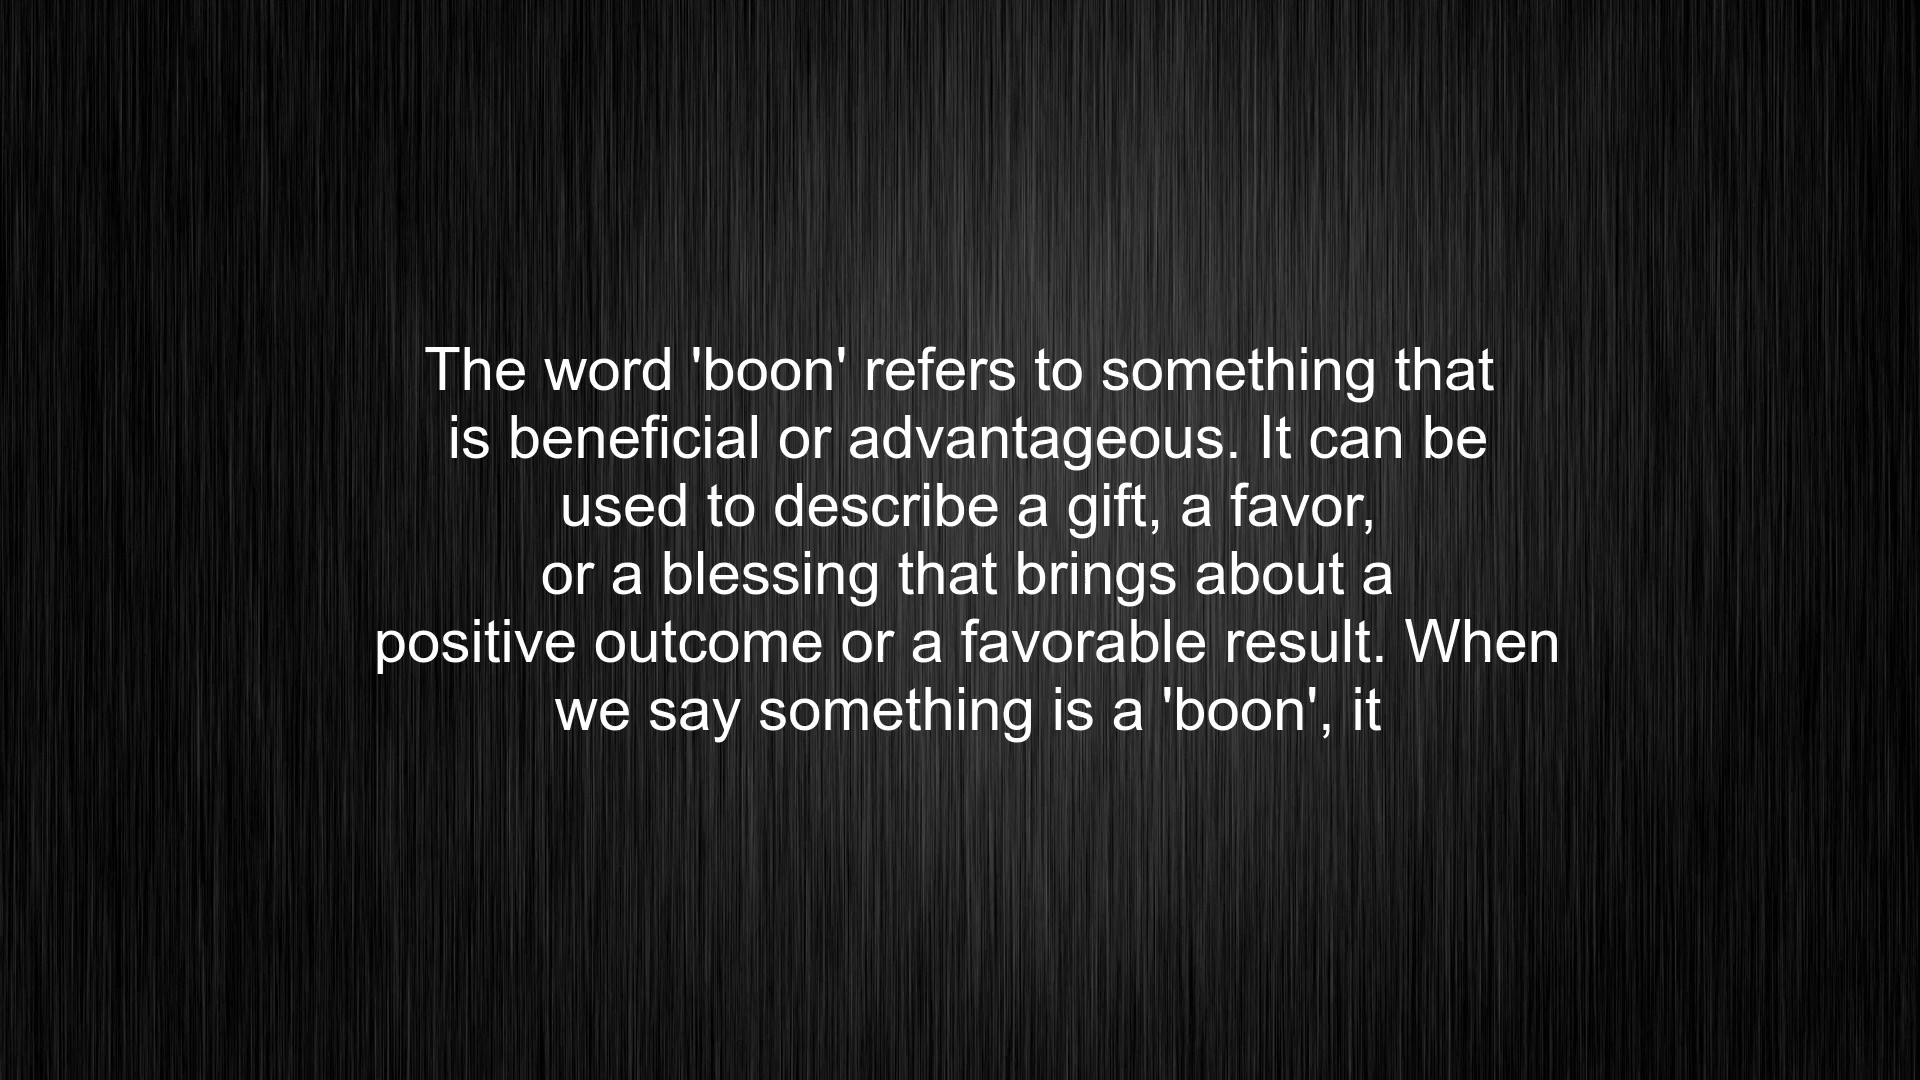 The word 'boon' refers to something that
is beneficial or advantageous. It can be
used to describe a gift, a favor,
or a blessing that brings about a
positive outcome or a favorable result. When
we say something is a 'boon', it